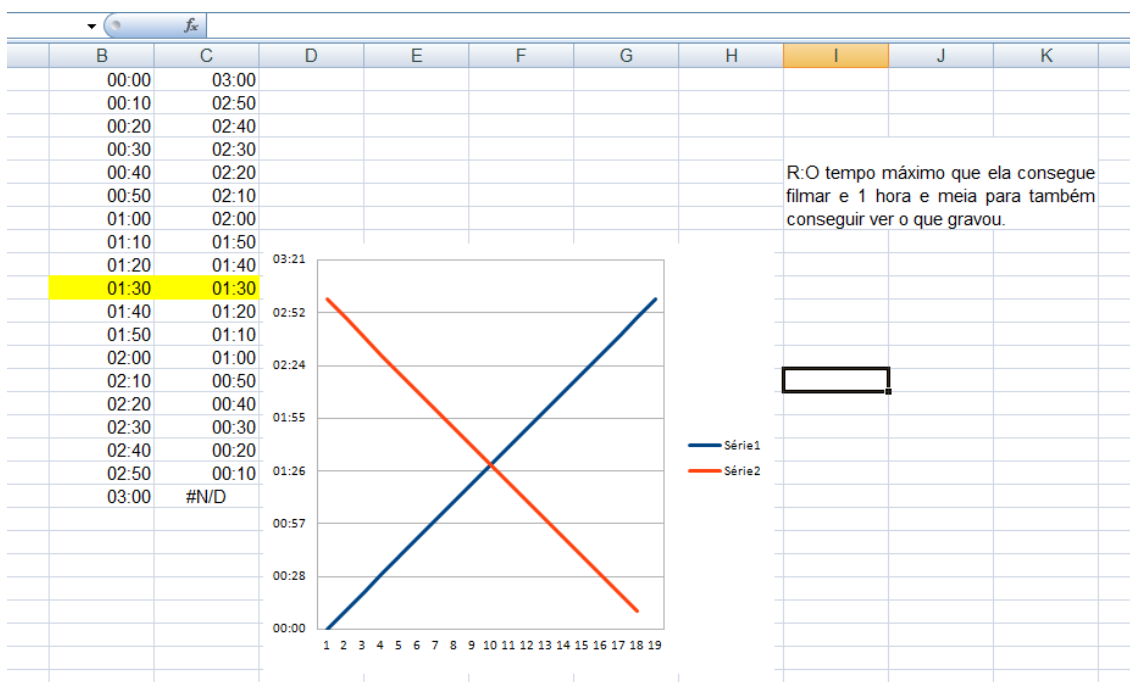 fx
B C D E F G H I J K
00:00 03:00
00:10 02:50
00:20 02:40
00:30 02:30
00:40 02:20
00:50 02:10
01:00 02:00
01:10 01:50
01:20 01:40
01:30 01:30
01:40 01:20
01:50 01:10
02:00 01:00
02:10 00:50
02:20 00:40
02:30 00:30
02:40 00:20
02:50 00:10
03:00 #N/D
R:O tempo máximo que ela consegue
filmar e 1 hora e meia para também
conseguir ver o que gravou.
03:21
02:52
02:24
01:55
01:26
00:57
00:28
00:00
1 2 3 4 5 6 7 8 9 10 11 12 13 14 15 16 17 18 19
Série1
Série2